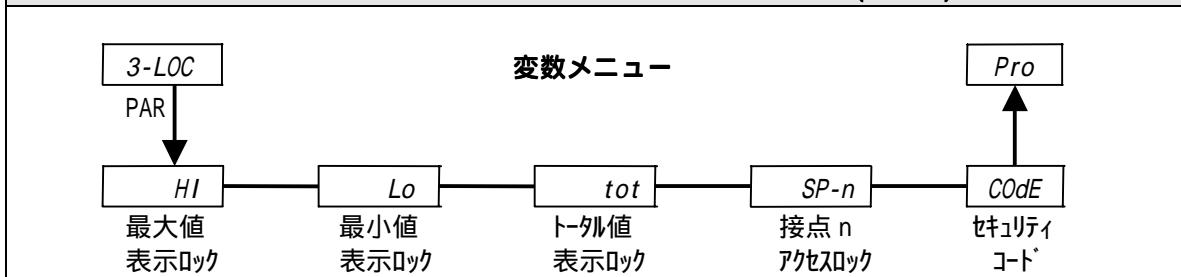 3-LOC
変数メニュー
Pro
PAR
HI
Lo
tot
SP-n
COdE
最大値
表示ロック
最小値
表示ロック
ﾄｰﾀﾙ値
表示ロック
接点 n
ｱｸｾｽロック
ｾｷｭﾘﾃｨ
ｺｰﾄﾞ